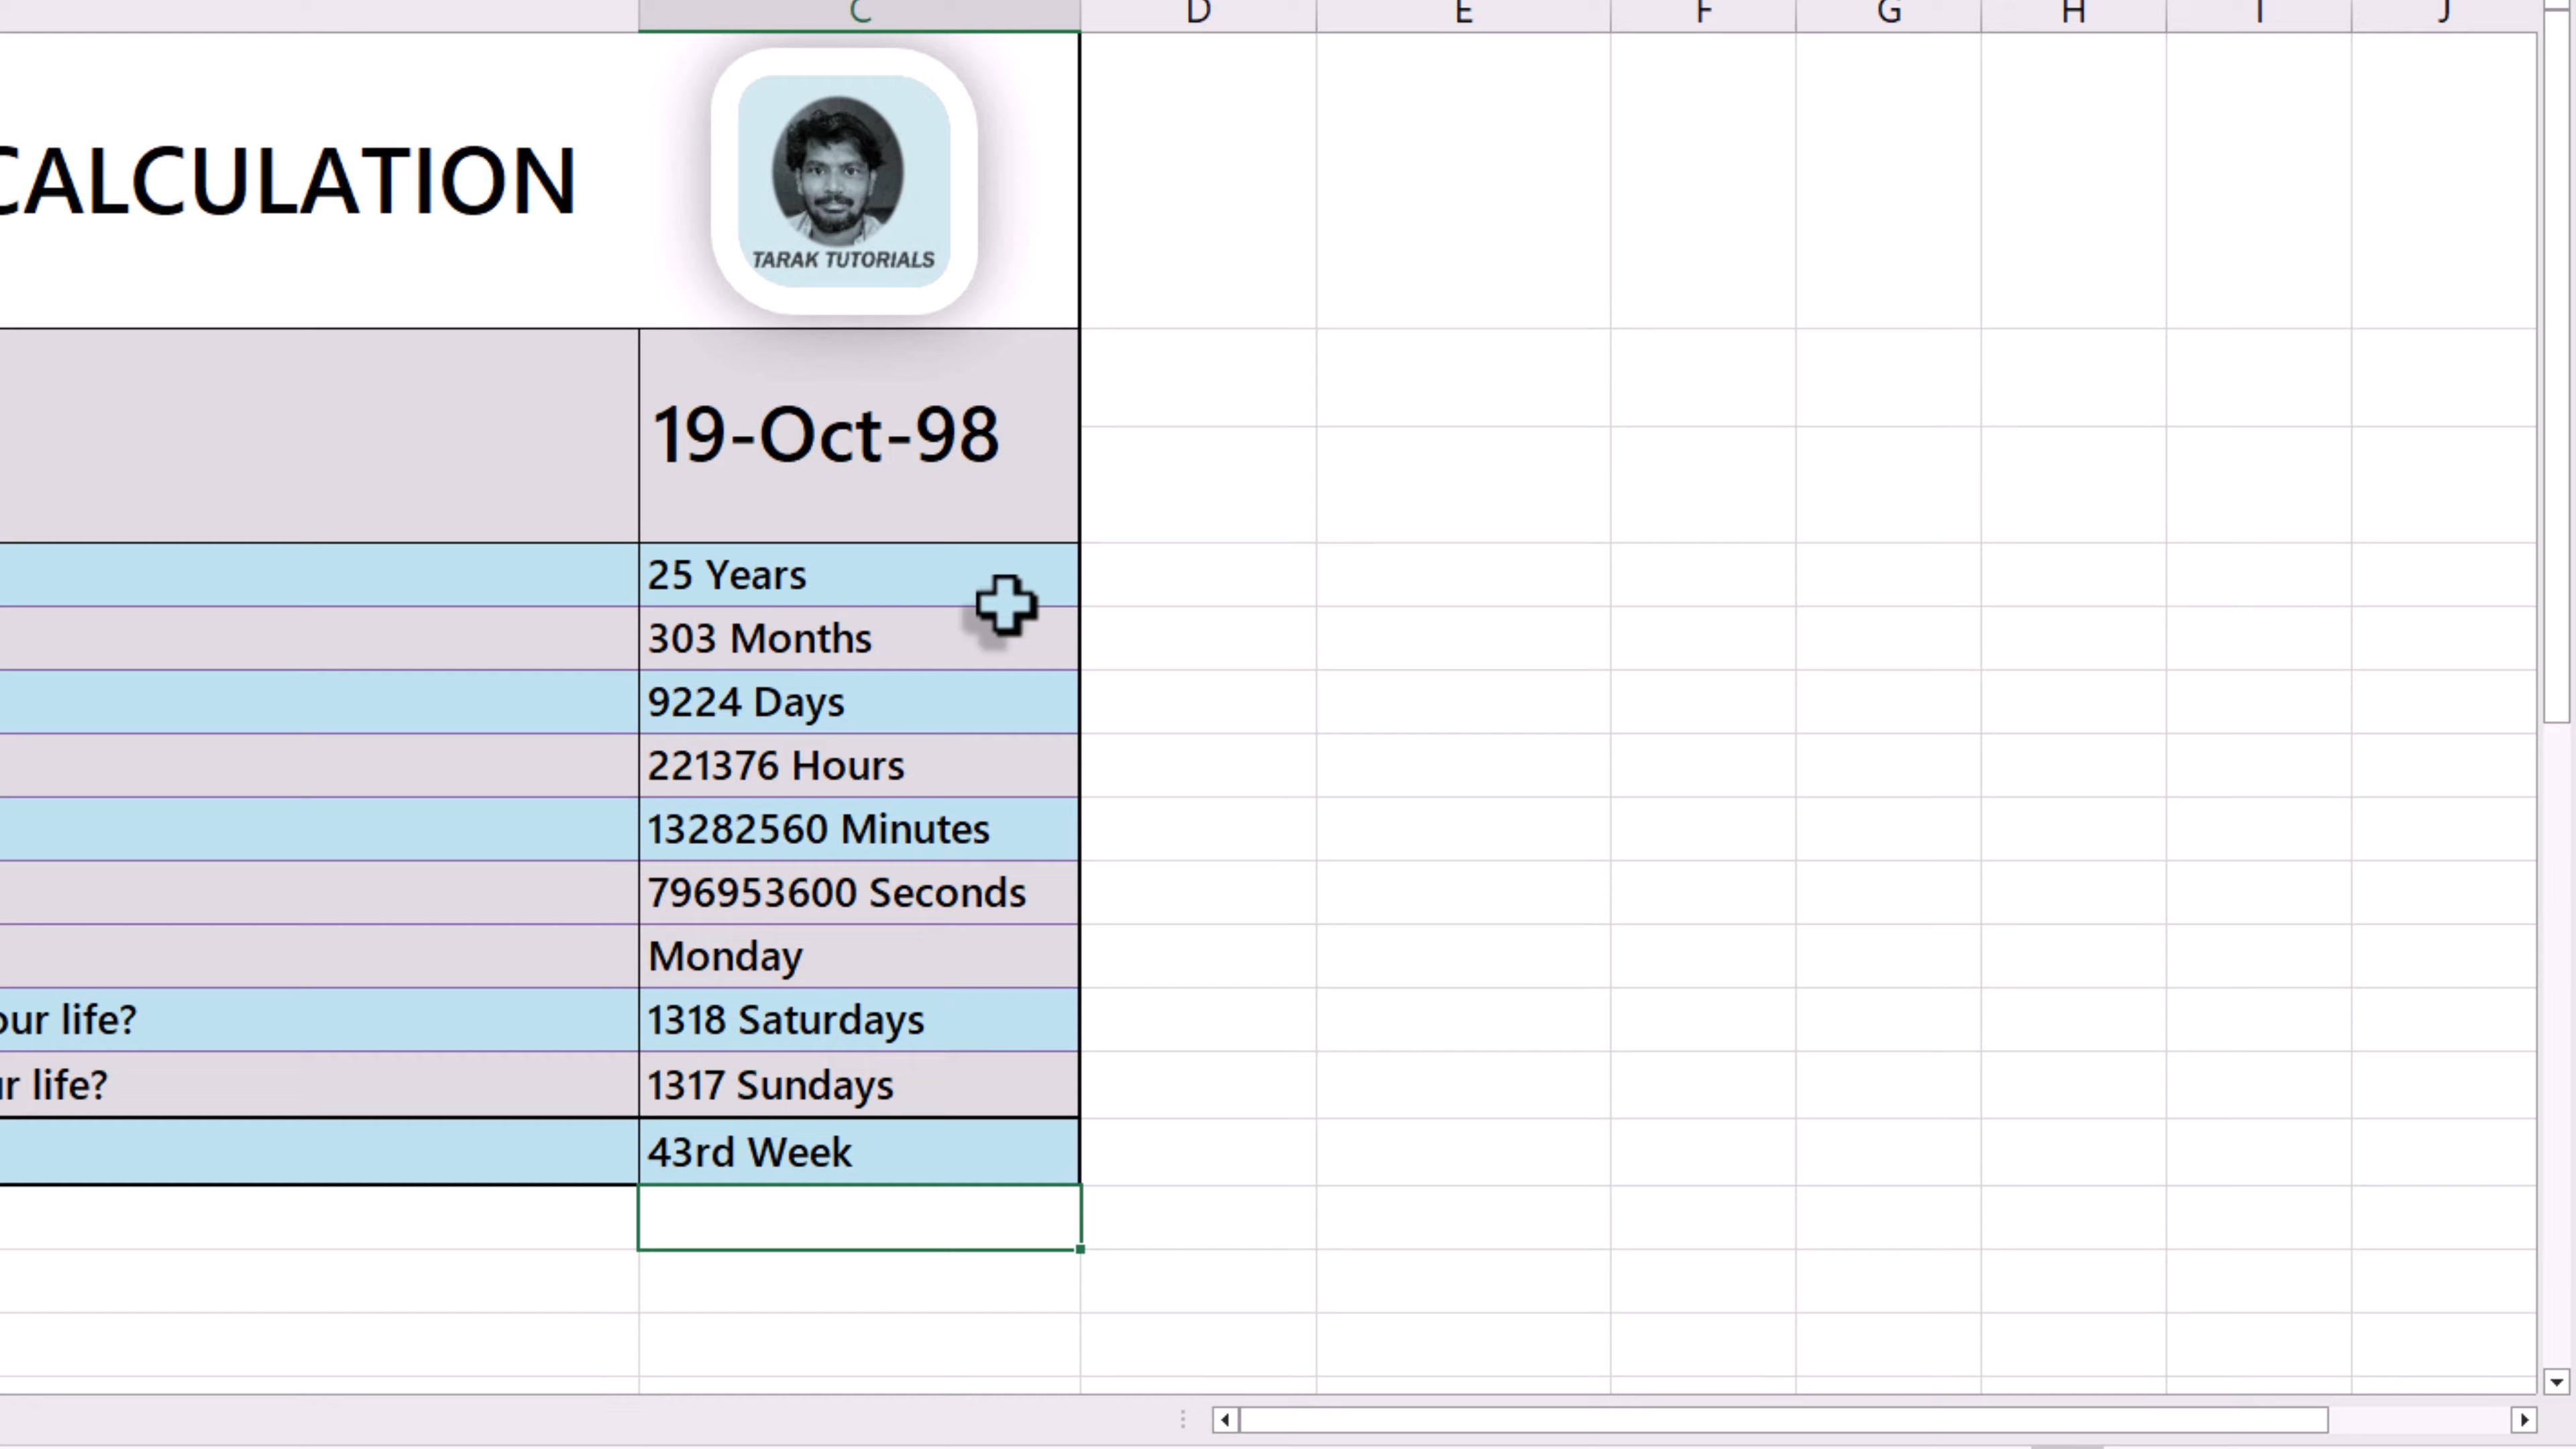 C D E F G H I J
CALCULATION
TARAK TUTORIALS
19-Oct-98
25 Years
303 Months
9224 Days
221376 Hours
13282560 Minutes
796953600 Seconds
Monday
our life? 1318 Saturdays
r life? 1317 Sundays
43rd Week